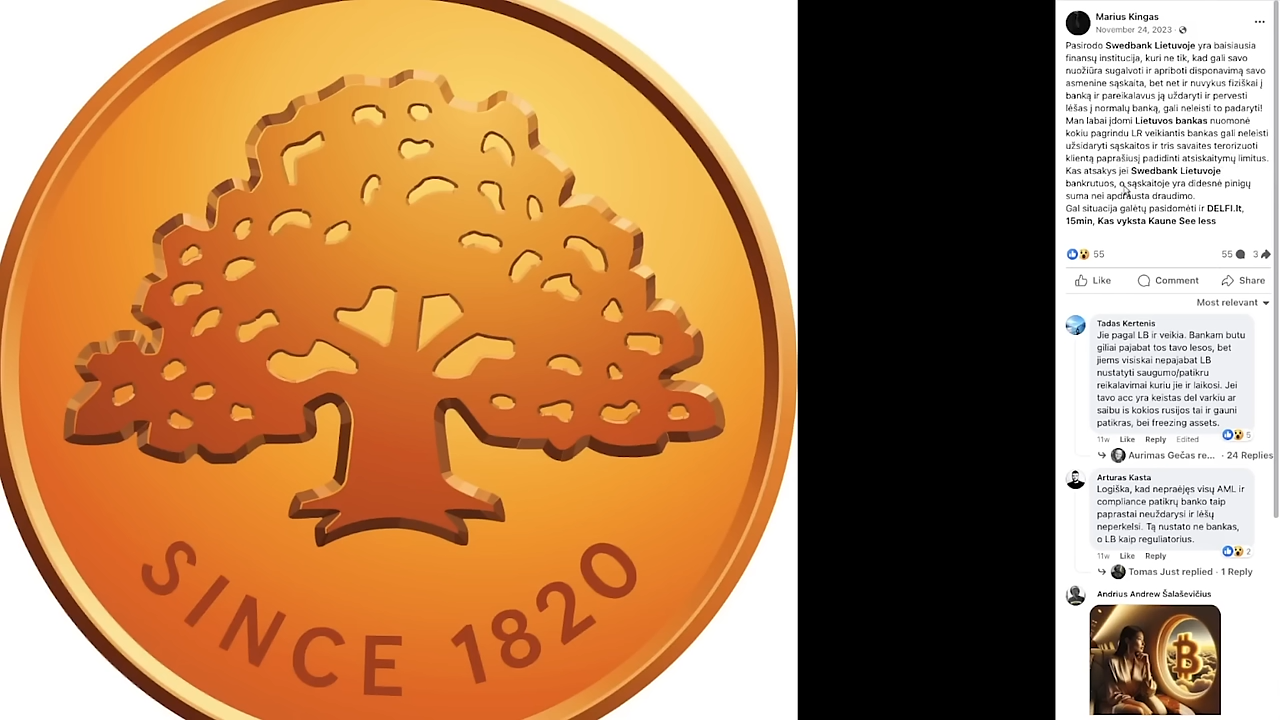 SINCE 1820
Marius Kingas
November 24, 2023 ·
Pasirodo Swedbank Lietuvoje yra baisiausia
finansų institucija, kuri ne tik, kad gali savo
nuožiūra sugalvoti ir apriboti disponavimą savo
asmenine sąskaita, bet net ir nuvykus fiziškai į
banką ir pareikalavus ją uždaryti ir pervesti
lėšas į normalų banką, gali neleisti to padaryti!
Man labai įdomi Lietuvos bankas nuomonė
kokiu pagrindu LR veikiantis bankas gali neleisti
užsidaryti sąskaitos ir tris savaites terorizuoti
klientą paprašiusį padidinti atsiskaitymų limitus.
Kas atsakys jei Swedbank Lietuvoje
bankrutuos, o sąskaitoje yra didesnė pinigų
suma nei apdrausta draudimo.
Gal situacija galėtų pasidomėti ir DELFI.lt,
15min, Kas vyksta Kaune See less
55
55
3
Like Comment Share
Most relevant
Tadas Kertenis
Jie pagal LB ir veikia. Bankam butu
giliai pajabat tos tavo lesos, bet
jiems visiskai nepajabat LB
nustatyti saugumo/patikru
reikalavimai kuriu jie ir laikosi. Jei
tavo acc yra keistas del varkiu ar
saibu is kokios rusijos tai ir gauni
patikras, bei freezing assets.
11w Like Reply Edited 5
Aurimas Gečas re... · 24 Replies
Arturas Kasta
Logiška, kad nepraėjęs visų AML ir
compliance patikrų banko taip
paprastai neuždarysi ir lėšų
neperkelsi. Tą nustato ne bankas,
o LB kaip reguliatorius.
11w Like Reply 2
Tomas Just replied · 1 Reply
Andrius Andrew Šalaševičius